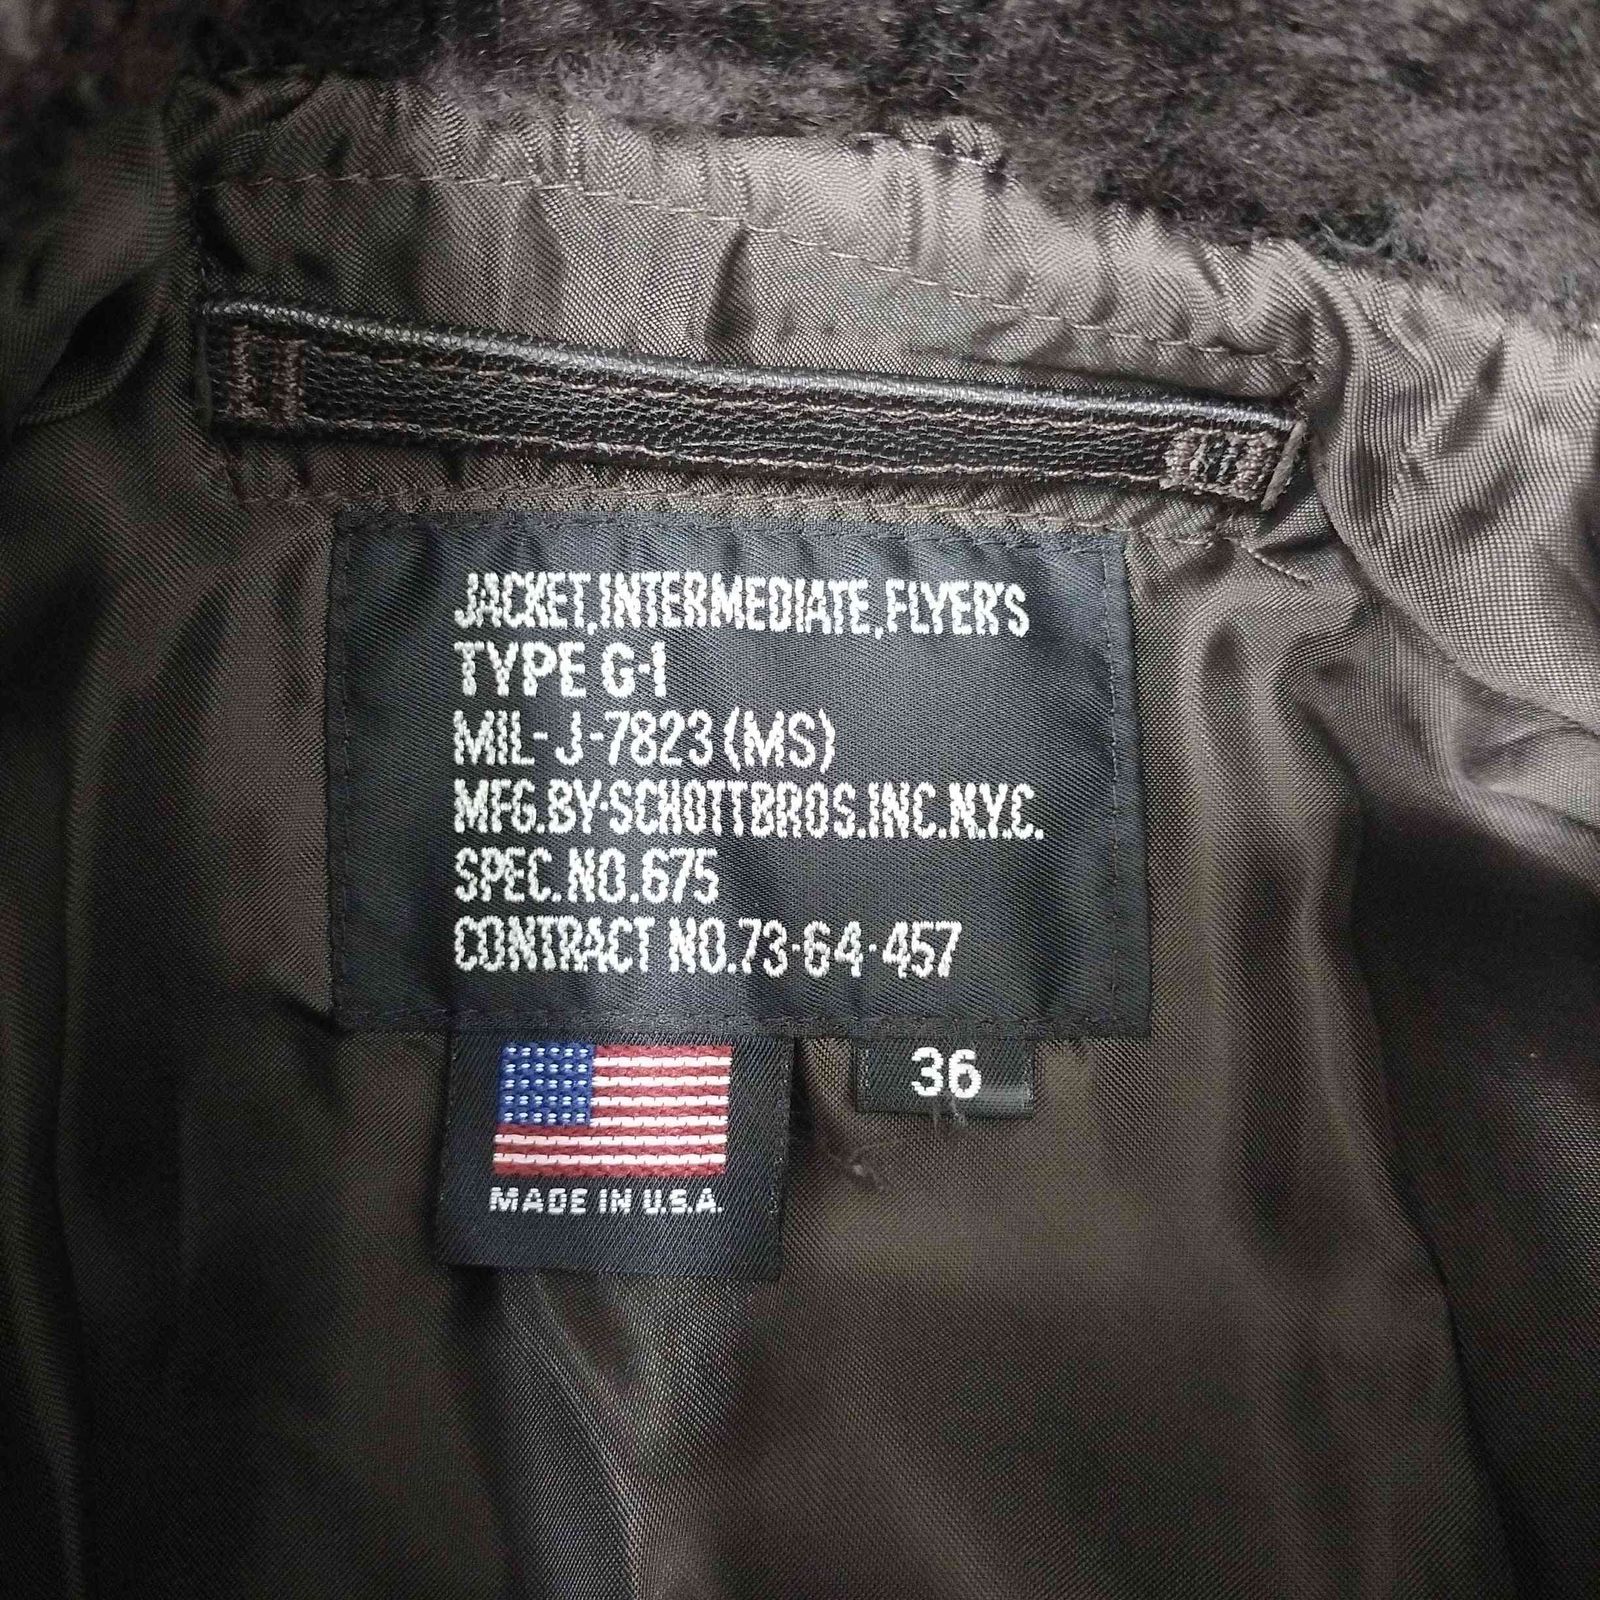 JACKET,INTERMEDIATE,FLYER'S
TYPE G-1
MIL-J-7823(MS)
MFG.BY-SCHOTTBROS.INC.N.Y.C.
SPEC.NO.675
CONTRACT NO.73-64-457
36
MADE IN U.S.A.